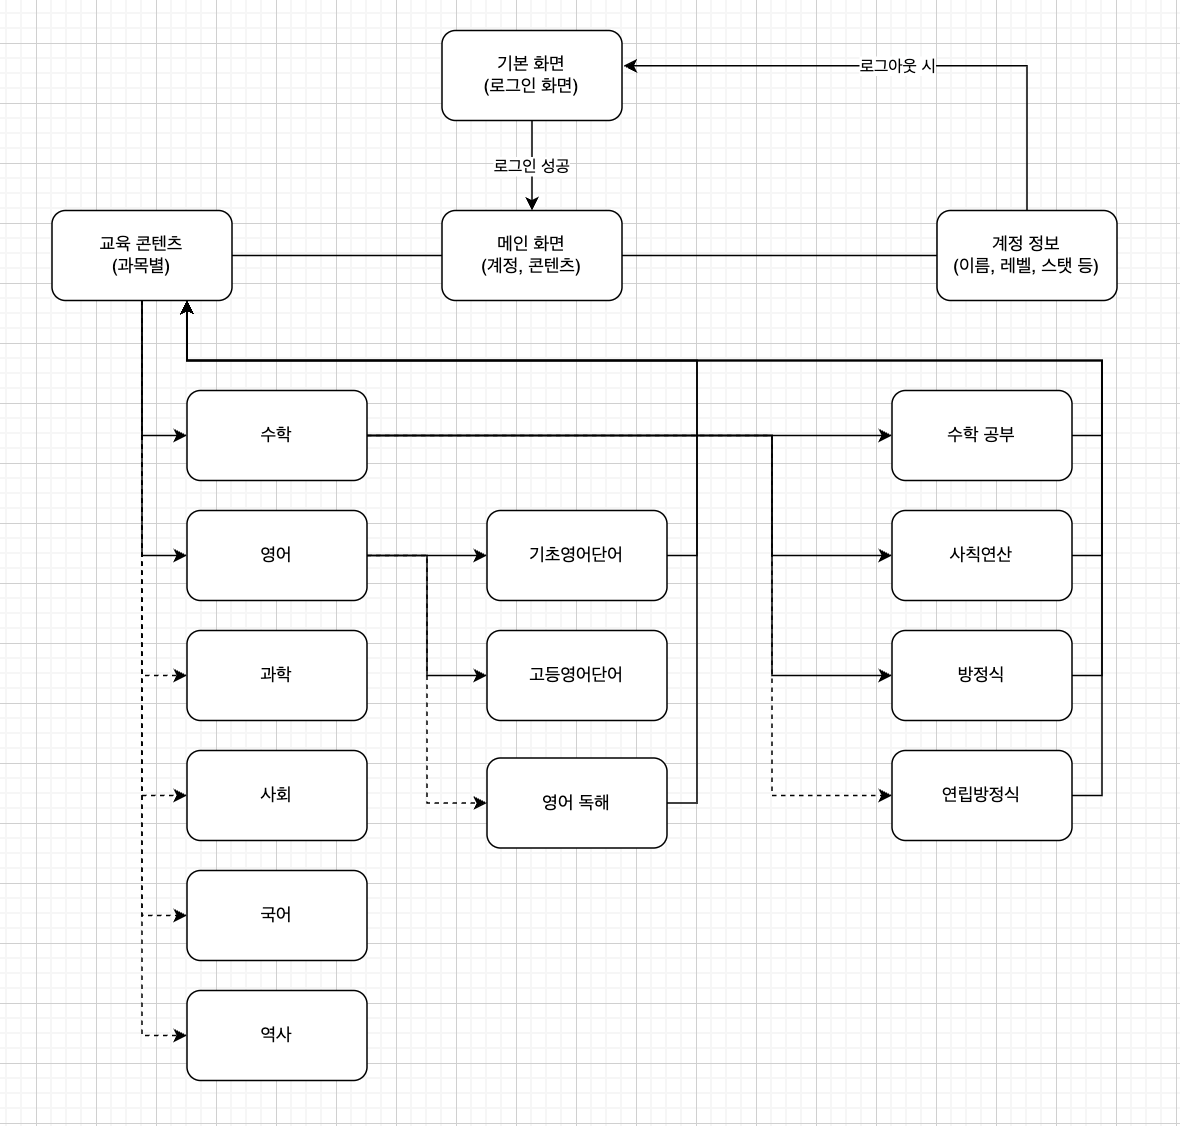 기본 화면
(로그인 화면)
로그아웃 시
로그인 성공
교육 콘텐츠
(과목별)
메인 화면
(계정, 콘텐츠)
계정 정보
(이름, 레벨, 스탯 등)
수학
수학 공부
영어
기초영어단어
사칙연산
과학
고등영어단어
방정식
사회
영어 독해
연립방정식
국어
역사